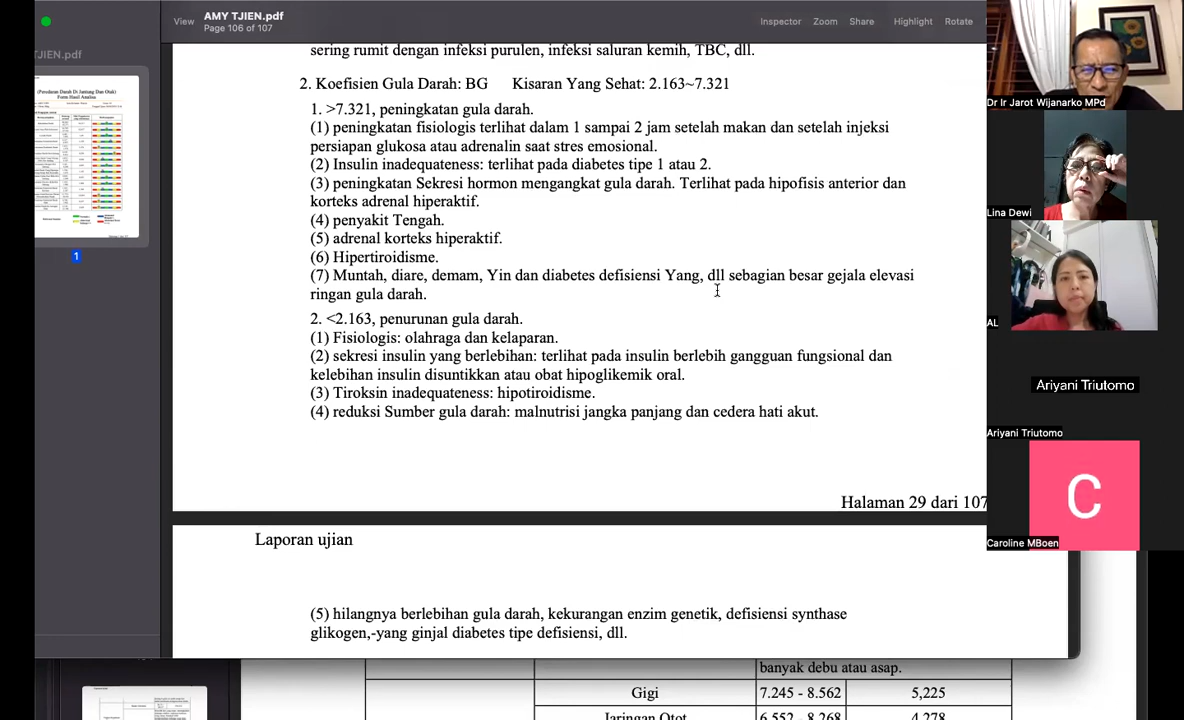 View
AMY TJIEN.pdf
Page 106 of 107
Inspector
Zoom
Share
Highlight
Rotate
TJIEN.pdf
1
sering rumit dengan infeksi purulen, infeksi saluran kemih, TBC, dll.
2. Koefisien Gula Darah: BG Kisaran Yang Sehat: 2.163~7.321
1. >7.321, peningkatan gula darah.
(1) peningkatan fisiologis terlihat dalam 1 sampai 2 jam setelah makan dan setelah injeksi
persiapan glukosa atau adrenalin saat stres emosional.
(2) Insulin inadequateness: terlihat pada diabetes tipe 1 atau 2.
(3) peningkatan Sekresi hormon mengangkat gula darah. Terlihat pada hipofisis anterior dan
korteks adrenal hiperaktif.
(4) penyakit Tengah.
(5) adrenal korteks hiperaktif.
(6) Hipertiroidisme.
(7) Muntah, diare, demam, Yin dan diabetes defisiensi Yang, dll sebagian besar gejala elevasi
ringan gula darah.
2. <2.163, penurunan gula darah.
(1) Fisiologis: olahraga dan kelaparan.
(2) sekresi insulin yang berlebihan: terlihat pada insulin berlebih gangguan fungsional dan
kelebihan insulin disuntikkan atau obat hipoglikemik oral.
(3) Tiroksin inadequateness: hipotiroidisme.
(4) reduksi Sumber gula darah: malnutrisi jangka panjang dan cedera hati akut.
Halaman 29 dari 107
Laporan ujian
(5) hilangnya berlebihan gula darah, kekurangan enzim genetik, defisiensi synthase
glikogen,-yang ginjal diabetes tipe defisiensi, dll.
banyak debu atau asap.
Gigi 7.245 - 8.562 5,225
Jaringan Otot 6.552 - 8.268 4,278
Dr Ir Jarot Wijanarko MPd
Lina Dewi
AL
Ariyani Triutomo
Ariyani Triutomo
C
Caroline MBoen